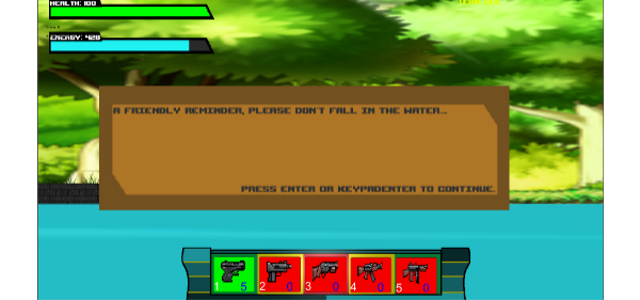 HEALTH: 100
ENERGY: 420
A FRIENDLY REMINDER, PLEASE DON'T FALL IN THE WATER...
PRESS ENTER OR KEYPADENTER TO CONTINUE.
1 5 2 0 3 0 4 0 5 0